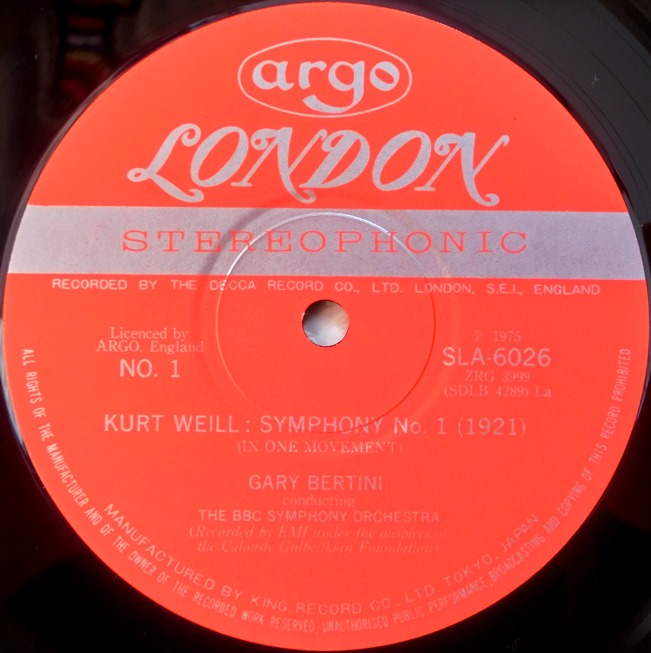 argo
LONDON
STEREOPHONIC
RECORDED BY THE DECCA RECORD CO., LTD. LONDON, S.E.I., ENGLAND
Licenced by
ARGO, England
NO. 1
P 1975
SLA-6026
ZRG 3999
(SDLB 4289) La
KURT WEILL : SYMPHONY No. 1 (1921)
(IN ONE MOVEMENT)
GARY BERTINI
conducting
THE BBC SYMPHONY ORCHESTRA
(Recorded by EMI under the auspices of
the Calouste Gulbenkian Foundation)
MANUFACTURED BY KING RECORD CO., LTD. TOKYO, JAPAN
ALL RIGHTS OF THE MANUFACTURER AND OF THE OWNER OF THE RECORDED WORK RESERVED, UNAUTHORISED PUBLIC PERFORMANCE, BROADCASTING AND COPYING OF THIS RECORD PROHIBITED